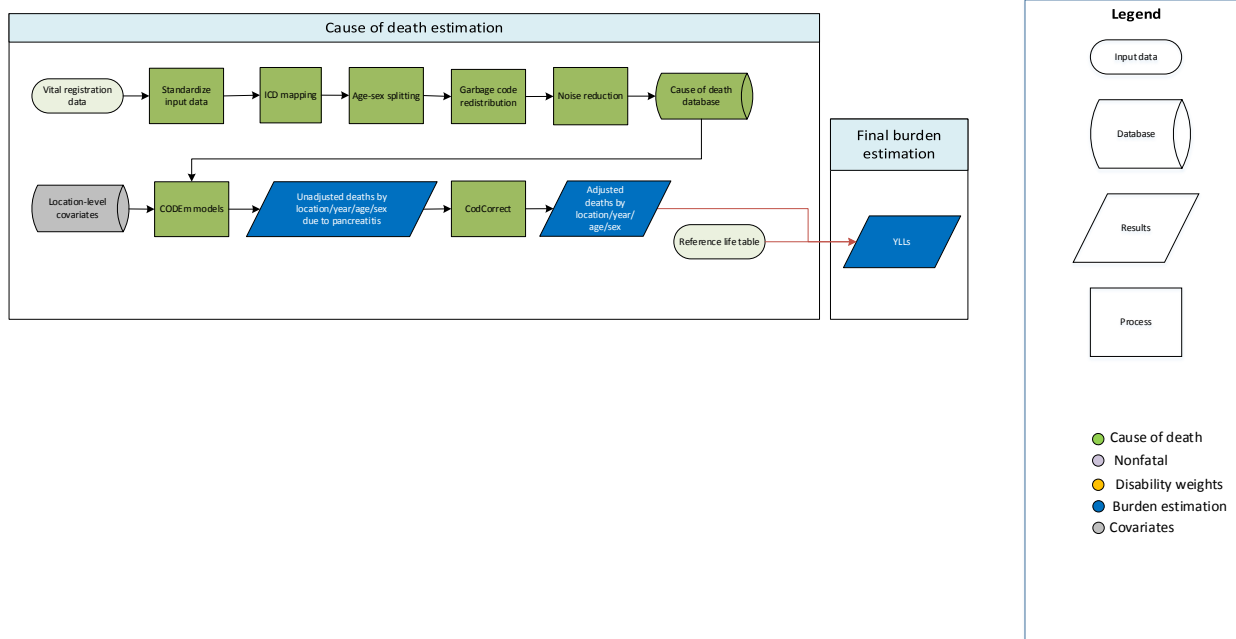 Cause of death estimation
Vital registration
data
Standardize
input data
ICD mapping
Age-sex splitting
Garbage code
redistribution
Noise reduction
Cause of death
database
Location-level
covariates
CODEm models
Unadjusted deaths by
location/year/age/sex
due to pancreatitis
CodCorrect
Adjusted
deaths by
location/year/
age/sex
Reference life table
Final burden
estimation
YLLs
Legend
Input data
Database
Results
Process
Cause of death
Nonfatal
Disability weights
Burden estimation
Covariates